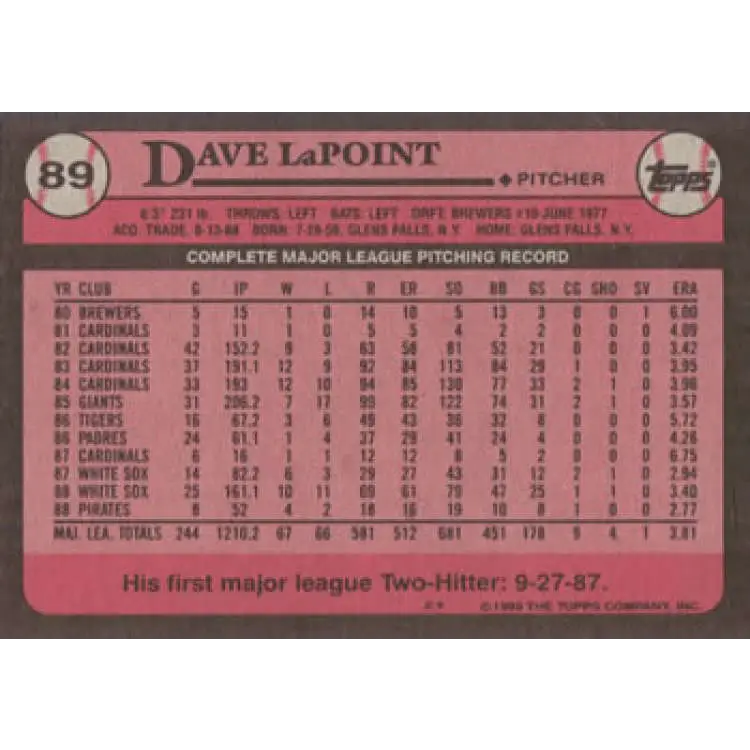 89
DAVE LaPOINT
PITCHER
topps®
6'3" 231 lb. THROWS: LEFT BATS: LEFT DRFT: BREWERS #10-JUNE 1977
ACQ: TRADE, 8-13-88 BORN: 7-29-59, GLENS FALLS, N.Y. HOME: GLENS FALLS, N.Y.
COMPLETE MAJOR LEAGUE PITCHING RECORD
YR CLUB G IP W L R ER SO BB GS CG SHO SV ERA
80 BREWERS 5 15 1 0 14 10 5 13 3 0 0 1 6.00
81 CARDINALS 3 11 1 0 5 5 4 2 2 0 0 0 4.09
82 CARDINALS 42 152.2 9 3 63 58 81 52 21 0 0 0 3.42
83 CARDINALS 37 191.1 12 9 92 84 113 84 29 1 0 0 3.95
84 CARDINALS 33 193 12 10 94 85 130 77 33 2 1 0 3.96
85 GIANTS 31 206.2 7 17 99 82 122 74 31 2 1 0 3.57
86 TIGERS 16 67.2 3 6 49 43 36 32 8 0 0 0 5.72
86 PADRES 24 61.1 1 4 37 29 41 24 4 0 0 0 4.26
87 CARDINALS 6 16 1 1 12 12 8 5 2 0 0 0 6.75
87 WHITE SOX 14 82.2 6 3 29 27 43 31 12 2 1 0 2.94
88 WHITE SOX 25 161.1 10 11 69 61 79 47 25 1 1 0 3.40
88 PIRATES 8 52 4 2 18 16 19 10 8 1 0 0 2.77
MAJ. LEA. TOTALS 244 1210.2 67 66 581 512 681 451 178 9 4 1 3.81
His first major league Two-Hitter: 9-27-87.
© 1989 THE TOPPS COMPANY, INC.